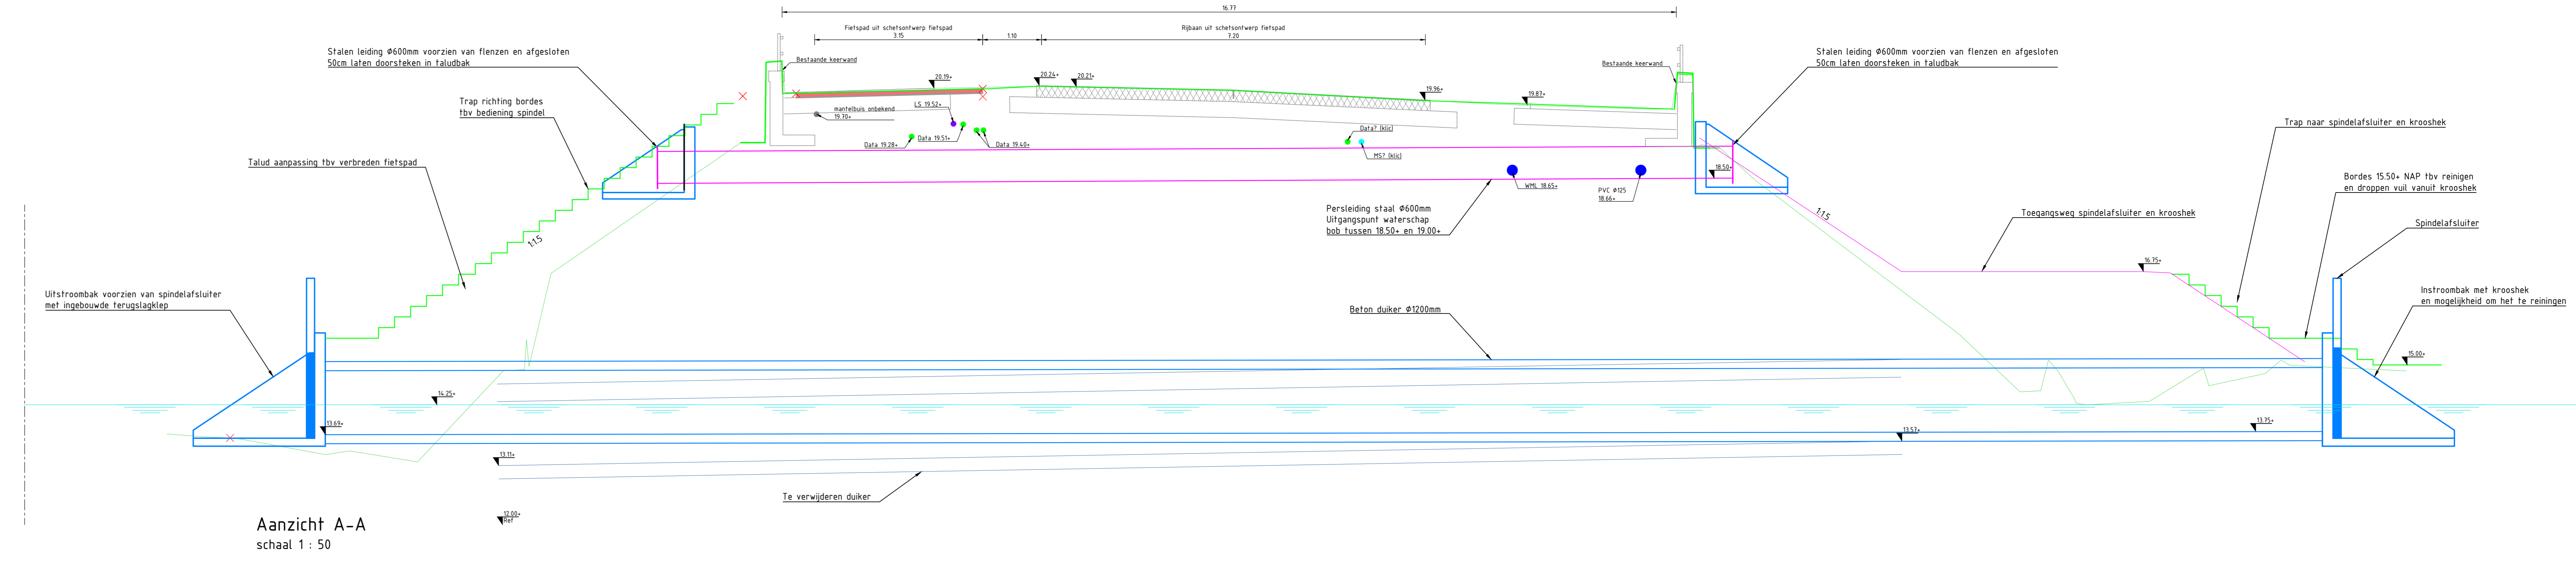 16.77
Fietspad uit schetsontwerp fietspad
3.15
1.10
Rijbaan uit schetsontwerp fietspad
7.20
Stalen leiding Ø600mm voorzien van flenzen en afgesloten
50cm laten doorsteken in taludbak
Bestaande keerwand
Bestaande keerwand
Stalen leiding Ø600mm voorzien van flenzen en afgesloten
50cm laten doorsteken in taludbak
20.19+
20.24+
20.21+
19.96+
19.87+
Trap richting bordes
tbv bediening spindel
mantelbuis onbekend
19.70+
LS 19.52+
Data 19.51+
Data 19.28+
Data 19.40+
Data? (klic)
MS? (klic)
Trap naar spindelafsluiter en krooshek
Talud aanpassing tbv verbreden fietspad
18.50+
WML 18.65+
PVC Ø125
18.66+
Bordes 15.50+ NAP tbv reinigen
en droppen vuil vanuit krooshek
Persleiding staal Ø600mm
Uitgangspunt waterschap
bob tussen 18.50+ en 19.00+
1:1.5
1:1.5
Toegangsweg spindelafsluiter en krooshek
Spindelafsluiter
16.75+
Uitstroombak voorzien van spindelafsluiter
met ingebouwde terugslagklep
Instroombak met krooshek
en mogelijkheid om het te reiningen
Beton duiker Ø1200mm
15.00+
14.25+
13.69+
13.57+
13.75+
13.11+
Te verwijderen duiker
12.00+
Ref
Aanzicht A-A
schaal 1 : 50